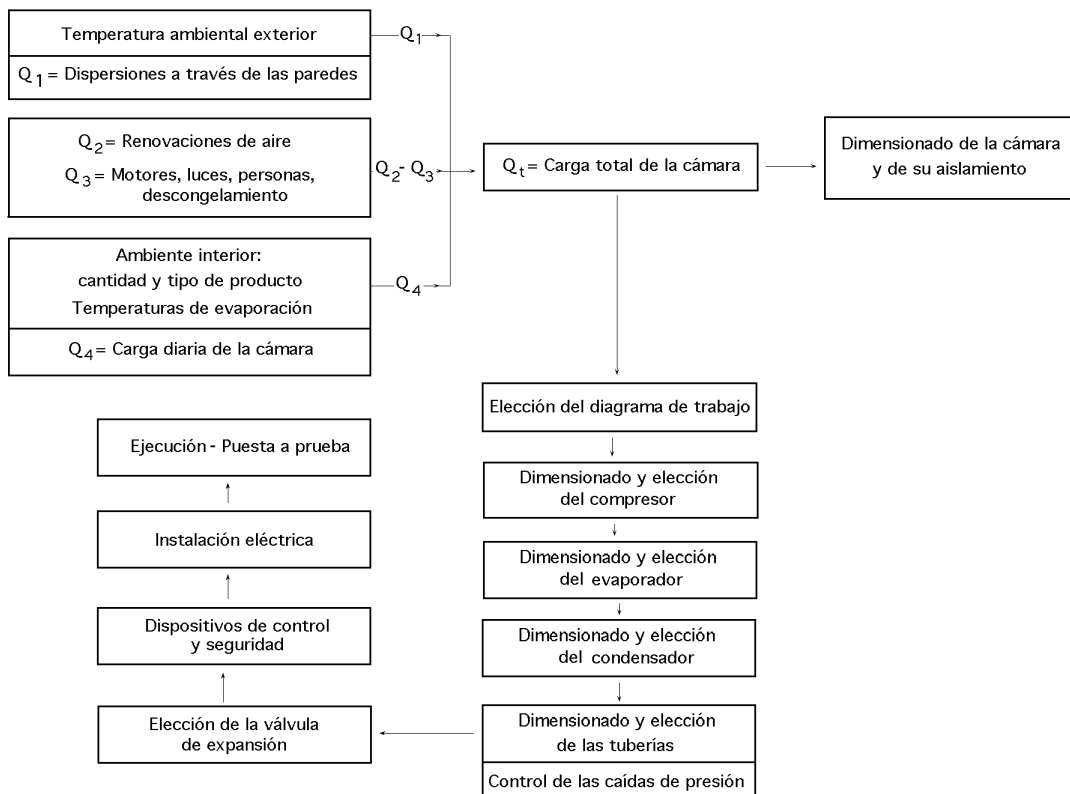 Temperatura ambiental exterior
Q1 = Dispersiones a través de las paredes
Q1
Q2 = Renovaciones de aire
Q3 = Motores, luces, personas,
descongelamiento
Q2 - Q3
Ambiente interior:
cantidad y tipo de producto
Temperaturas de evaporación
Q4 = Carga diaria de la cámara
Q4
Qt = Carga total de la cámara
Dimensionado de la cámara
y de su aislamiento
Elección del diagrama de trabajo
Dimensionado y elección
del compresor
Dimensionado y elección
del evaporador
Dimensionado y elección
del condensador
Dimensionado y elección
de las tuberías
Control de las caídas de presión
Elección de la válvula
de expansión
Dispositivos de control
y seguridad
Instalación eléctrica
Ejecución - Puesta a prueba